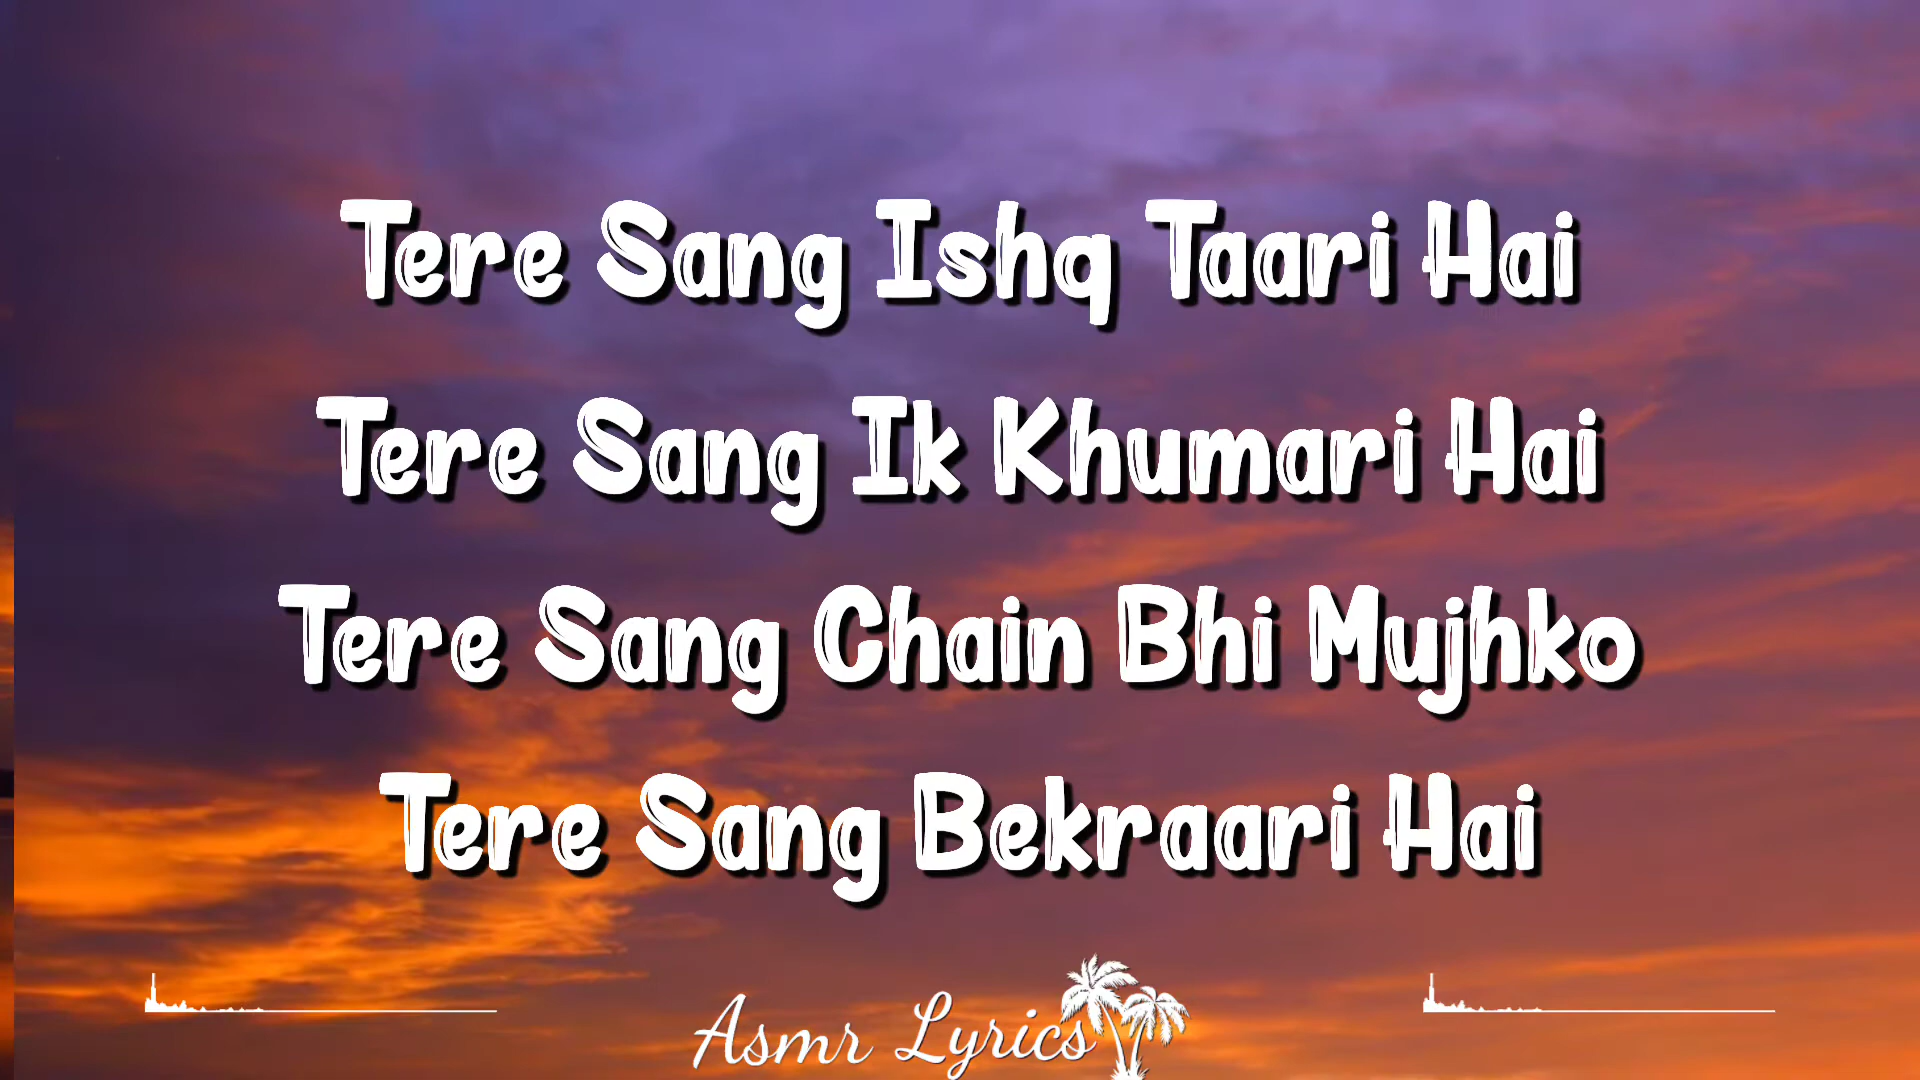 Tere Sang Ishq Taari Hai
Tere Sang Ik Khumari Hai
Tere Sang Chain Bhi Mujhko
Tere Sang Bekraari Hai
Asmr Lyrics